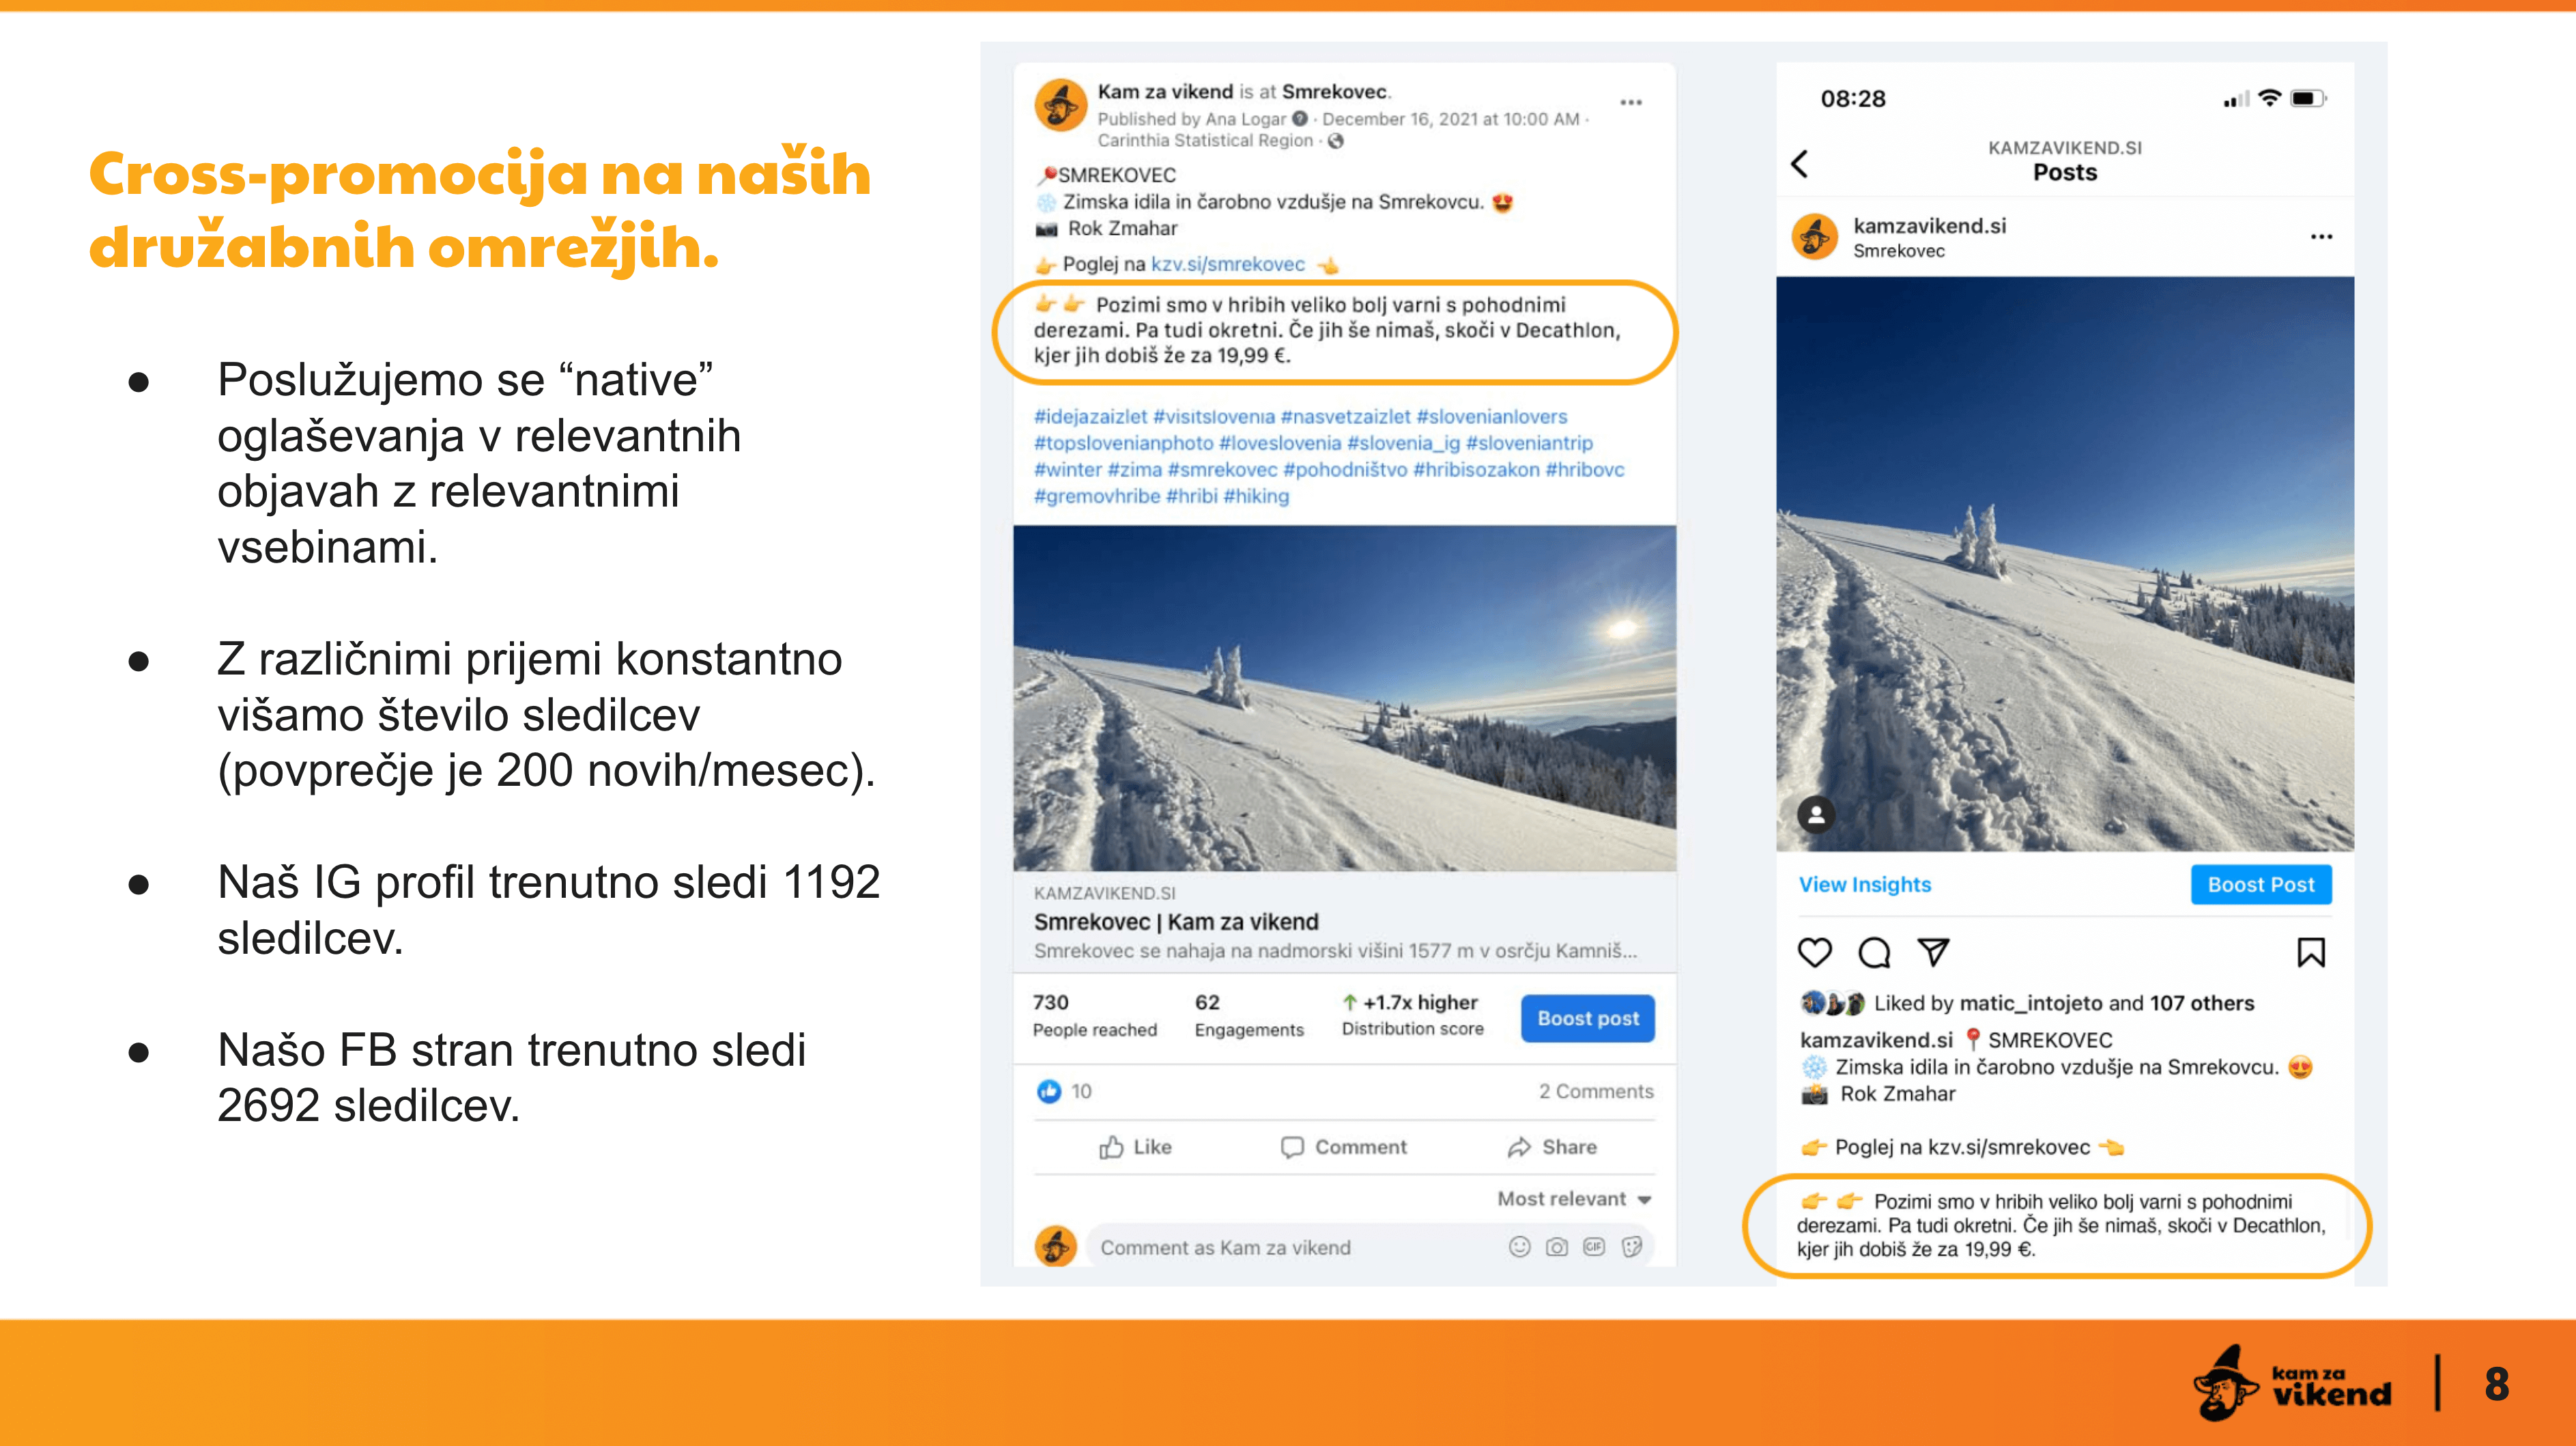 Cross-promocija na naših
družabnih omrežjih.
● Poslužujemo se “native”
oglaševanja v relevantnih
objavah z relevantnimi
vsebinami.
● Z različnimi prijemi konstantno
višamo število sledilcev
(povprečje je 200 novih/mesec).
● Naš IG profil trenutno sledi 1192
sledilcev.
● Našo FB stran trenutno sledi
2692 sledilcev.
Kam za vikend is at Smrekovec.
Published by Ana Logar · December 16, 2021 at 10:00 AM ·
Carinthia Statistical Region ·
📍SMREKOVEC
❄️ Zimska idila in čarobno vzdušje na Smrekovcu. 😍
📷 Rok Zmahar
👉 Poglej na kzv.si/smrekovec 👈
👉 👉 Pozimi smo v hribih veliko bolj varni s pohodnimi
derezami. Pa tudi okretni. Če jih še nimaš, skoči v Decathlon,
kjer jih dobiš že za 19,99 €.
#idejazaizlet #visitslovenia #nasvetzaizlet #slovenianlovers
#topslovenianphoto #loveslovenia #slovenia_ig #sloveniantrip
#winter #zima #smrekovec #pohodništvo #hribisozakon #hribovc
#gremovhribe #hribi #hiking
KAMZAVIKEND.SI
Smrekovec | Kam za vikend
Smrekovec se nahaja na nadmorski višini 1577 m v osrčju Kamniš...
730 62 +1.7x higher
People reached Engagements Distribution score
Boost post
10 2 Comments
Like Comment Share
Most relevant
Comment as Kam za vikend
GIF
08:28
KAMZAVIKEND.SI
Posts
kamzavikend.si
Smrekovec
View Insights Boost Post
Liked by matic_intojeto and 107 others
kamzavikend.si 📍 SMREKOVEC
❄️ Zimska idila in čarobno vzdušje na Smrekovcu. 😍
📸 Rok Zmahar
👉 Poglej na kzv.si/smrekovec 👈
👉 👉 Pozimi smo v hribih veliko bolj varni s pohodnimi
derezami. Pa tudi okretni. Če jih še nimaš, skoči v Decathlon,
kjer jih dobiš že za 19,99 €.
kam za
vikend
8